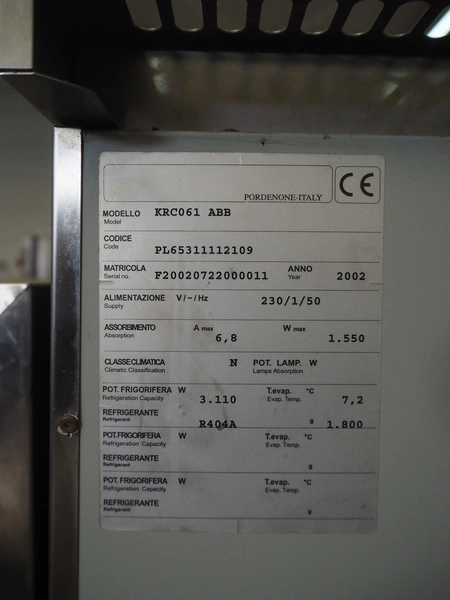 PORDENONE-ITALY CE
MODELLO KRC061 ABB
Model
CODICE
Code PL65311112109
MATRICOLA F20020722000011 ANNO 2002
Serial no. Year
ALIMENTAZIONE V/~/Hz 230/1/50
Supply
ASSORBIMENTO A max W max
Absorption 6,8 1.550
CLASSE CLIMATICA N POT. LAMP. W
Climatic Classification Lamps Absorption
POT. FRIGORIFERA W T.evap. °C
Refrigeration Capacity 3.110 Evap. Temp. 7,2
REFRIGERANTE
Refrigerant R404A g 1.800
POT. FRIGORIFERA W T.evap. °C
Refrigeration Capacity Evap. Temp.
REFRIGERANTE
Refrigerant g
POT. FRIGORIFERA W T.evap. °C
Refrigeration Capacity Evap. Temp.
REFRIGERANTE
Refrigerant g